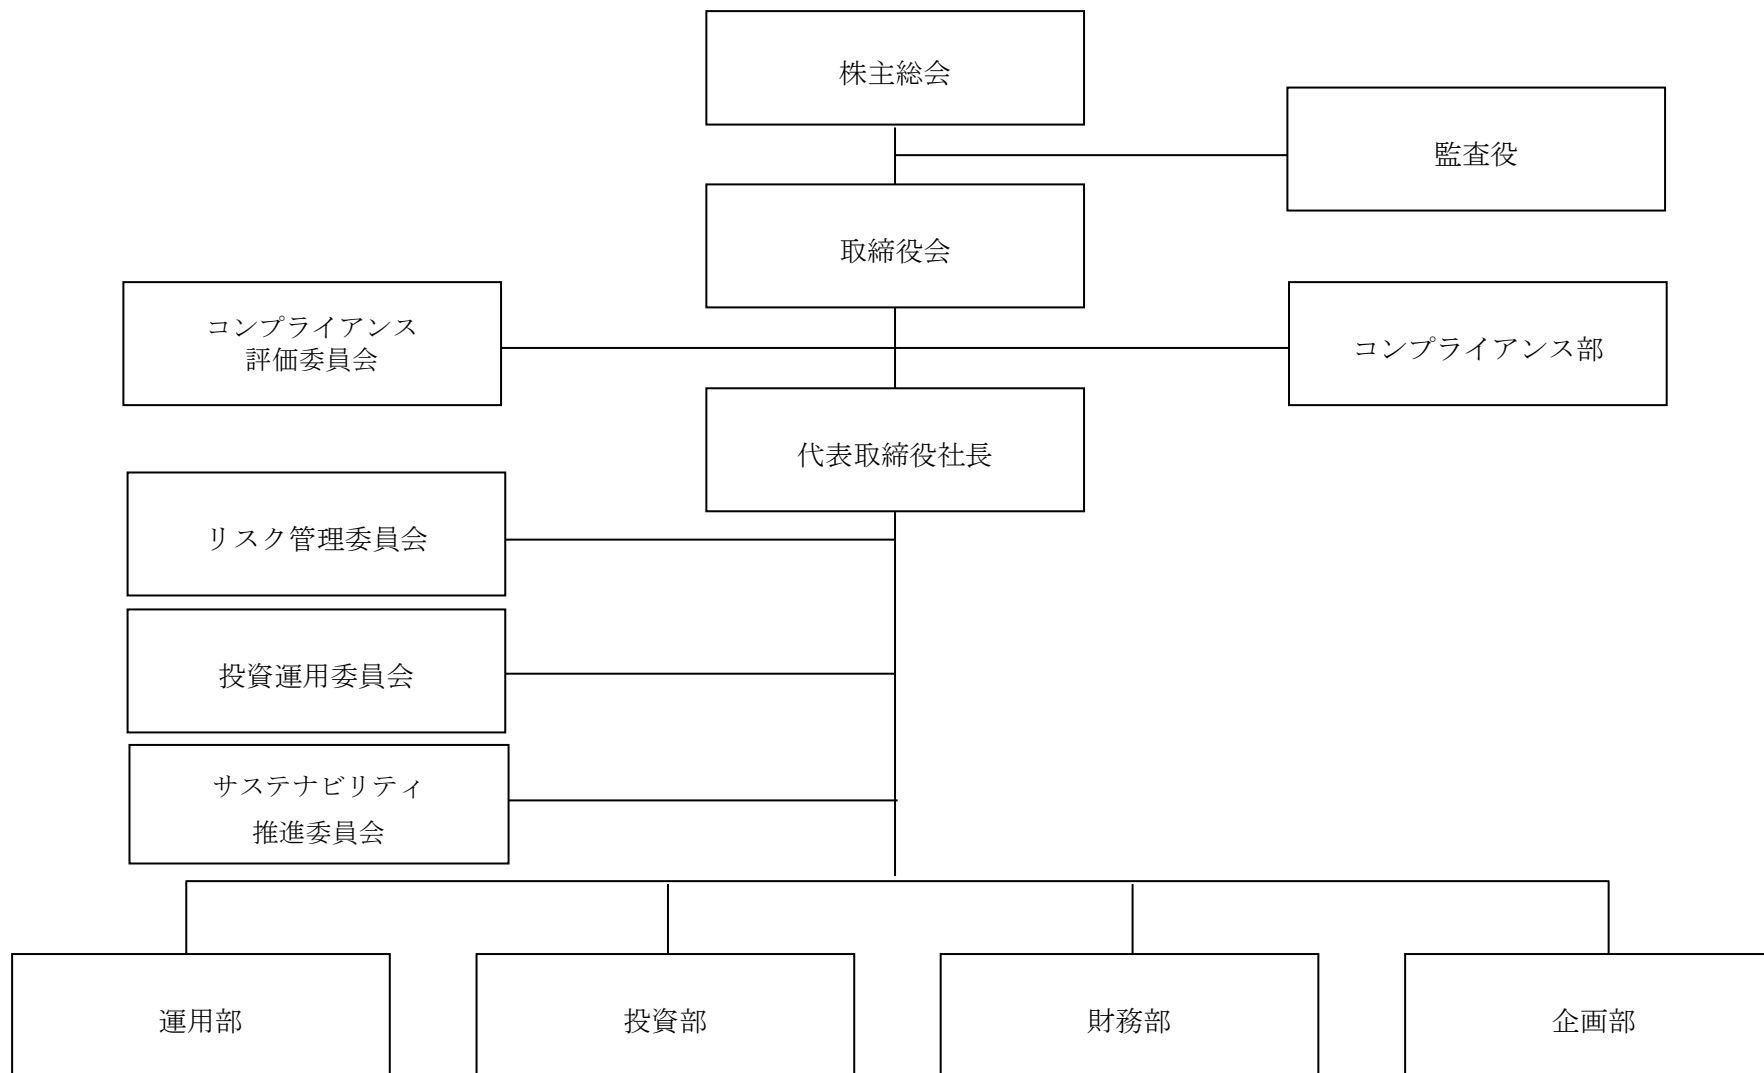 株主総会
監査役
取締役会
コンプライアンス
評価委員会
コンプライアンス部
代表取締役社長
リスク管理委員会
投資運用委員会
サステナビリティ
推進委員会
運用部
投資部
財務部
企画部